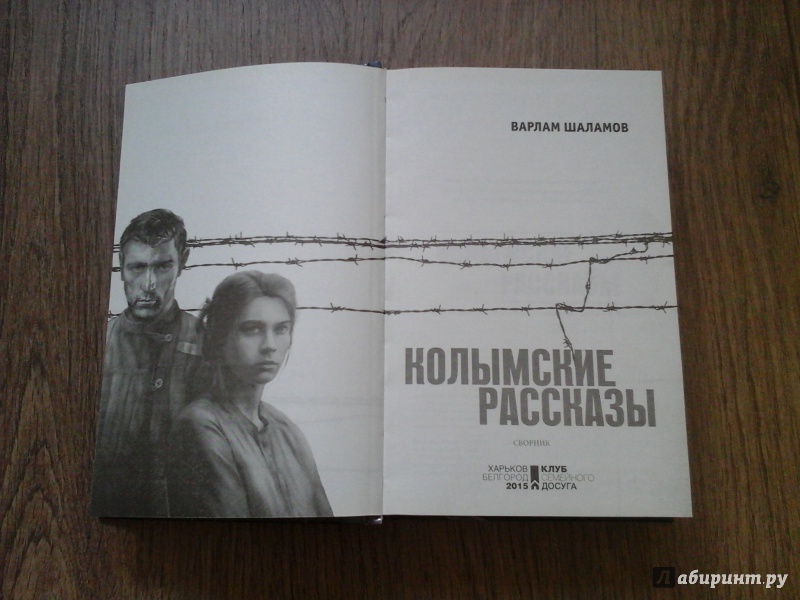 ВАРЛАМ ШАЛАМОВ
КОЛЫМСКИЕ
РАССКАЗЫ
СБОРНИК
ХАРЬКОВ КЛУБ
БЕЛГОРОД СЕМЕЙНОГО
2015 ДОСУГА
Лабиринт.ру